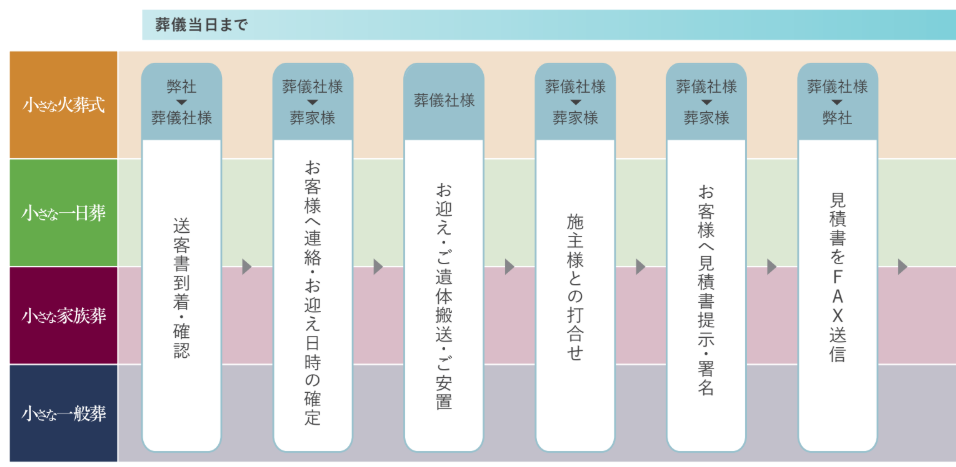 葬儀当日まで
小さな火葬式
小さな一日葬
小さな家族葬
小さな一般葬
弊社
葬儀社様
送客書到着・確認
葬儀社様
葬家様
お客様へ連絡・お迎え日時の確定
葬儀社様
お迎え・ご遺体搬送・ご安置
葬儀社様
葬家様
施主様との打合せ
葬儀社様
葬家様
お客様へ見積書提示・署名
葬儀社様
弊社
見積書をFAX送信